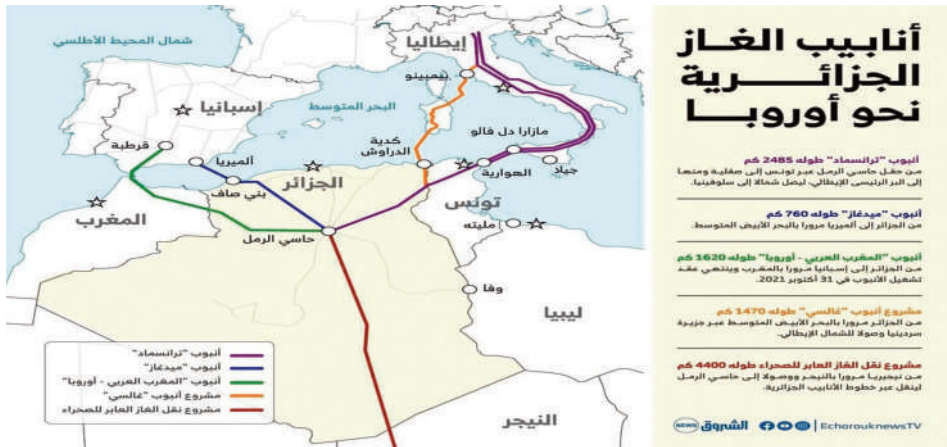 أنابيب الغـاز
الجزائـــــرية
نحو أوروبـــا
أنبوب "ترانسماد" طوله 2485 كم
من حقل حاسي الرمل عبر تونس إلى صقلية ومنها
إلى البر الرئيسي الإيطالي، ليصل شمالا إلى سلوفينيا.
أنبوب "ميدغاز" طوله 760 كم
من الجزائر إلى ألميريا مرورا بالبحر الأبيض المتوسط.
أنبوب "المغرب العربي - أوروبا" طوله 1620 كم
من الجزائر إلى إسبانيا مرورا بالمغرب وينتهي عقد
تشغيل الأنبوب في 31 أكتوبر 2021.
مشروع أنبوب "غالسي" طوله 1470 كم
من الجزائر مرورا بالبحر الأبيض المتوسط عبر جزيرة
سردينيا وصولا للشمال الإيطالي.
مشروع نقل الغاز العابر للصحراء طوله 4400 كم
من نيجيريا مرورا بالنيجر ووصولا إلى حاسي الرمل
لينقل عبر خطوط الأنابيب الجزائرية.
الشروق NEWS | EchorouknewsTV
شمال المحيط الأطلسي
إيطاليا
بيمبينو
إسبانيا
البحر المتوسط
قرطبة
ألميريا
كدية
الدراوش
مازارا دل فالو
جيلا
الهوارية
بني صاف
الجزائر
تونس
المغرب
حاسي الرمل
مليته
وفا
ليبيا
النيجر
أنبوب "ترانسماد"
أنبوب "ميدغاز"
أنبوب "المغرب العربي - أوروبا"
مشروع أنبوب "غالسي"
مشروع نقل الغاز العابر للصحراء